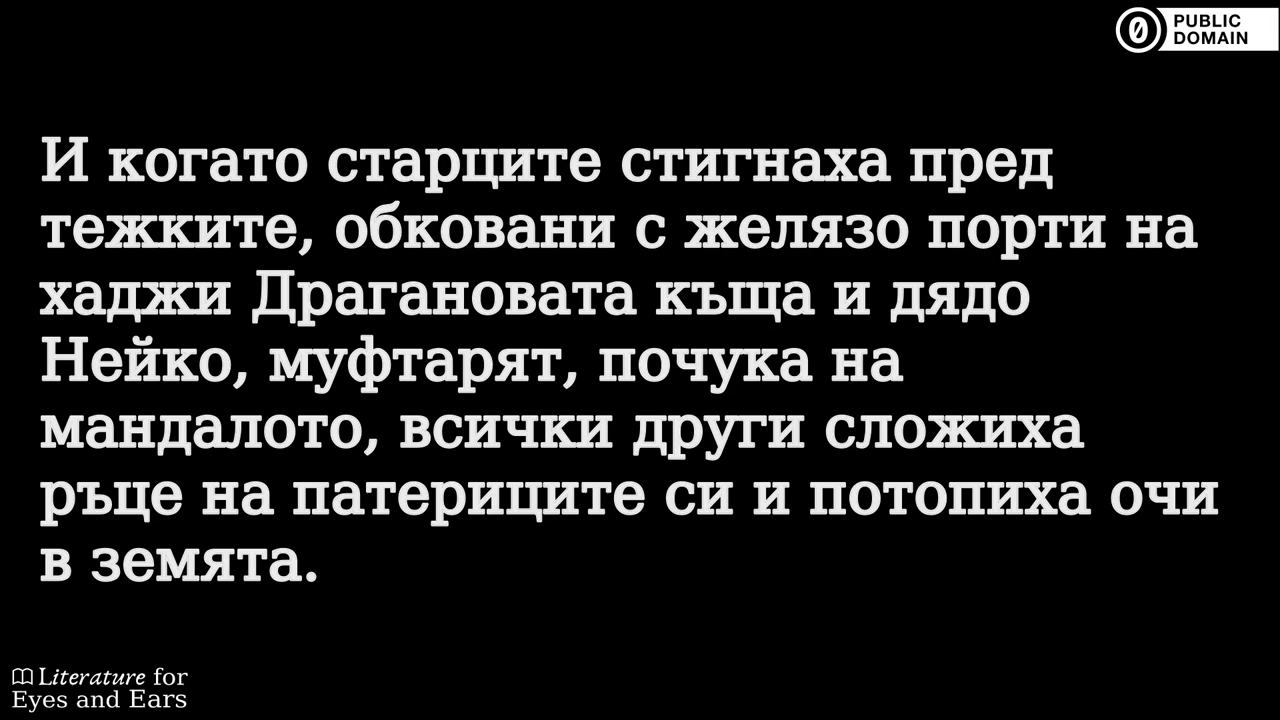 PUBLIC
DOMAIN
И когато старците стигнаха пред
тежките, обковани с желязо порти на
хаджи Драгановата къща и дядо
Нейко, муфтарят, почука на
мандалото, всички други сложиха
ръце на патериците си и потопиха очи
в земята.
Literature for
Eyes and Ears